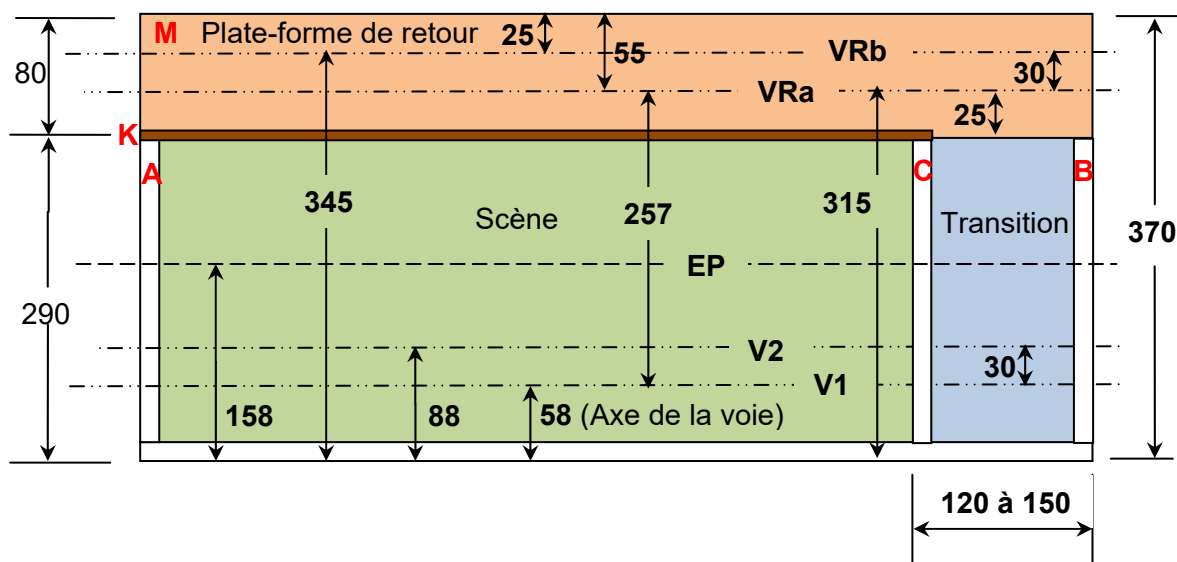 M Plate-forme de retour 25 55 VRb 30
80
VRa 25
K
A C B
345 257 315
Scène Transition 370
EP
290
V2
30
V1
158 88 58 (Axe de la voie)
120 à 150